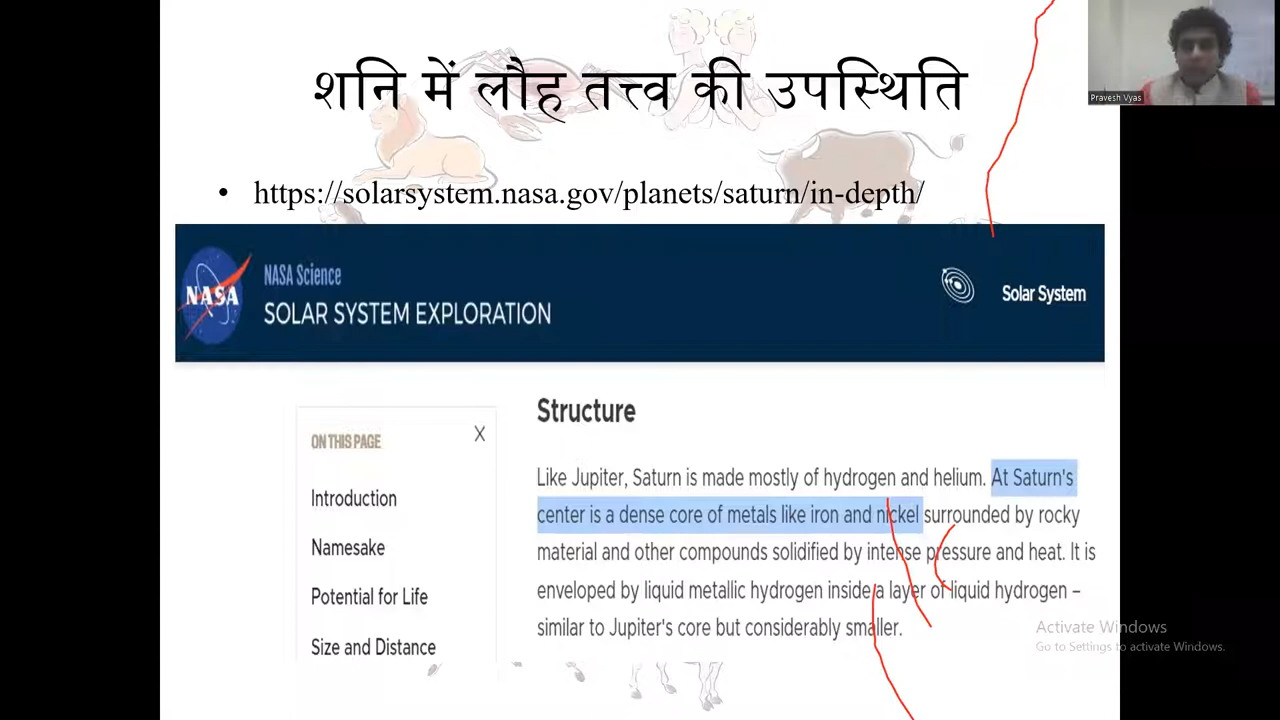 शनि में लौह तत्त्व की उपस्थिति
Pravesh Vyas
• https://solarsystem.nasa.gov/planets/saturn/in-depth/
NASA
NASA Science
SOLAR SYSTEM EXPLORATION
Solar System
ON THIS PAGE
X
Introduction
Namesake
Potential for Life
Size and Distance
Structure
Like Jupiter, Saturn is made mostly of hydrogen and helium. At Saturn's
center is a dense core of metals like iron and nickel surrounded by rocky
material and other compounds solidified by intense pressure and heat. It is
enveloped by liquid metallic hydrogen inside a layer of liquid hydrogen –
similar to Jupiter's core but considerably smaller.
Activate Windows
Go to Settings to activate Windows.